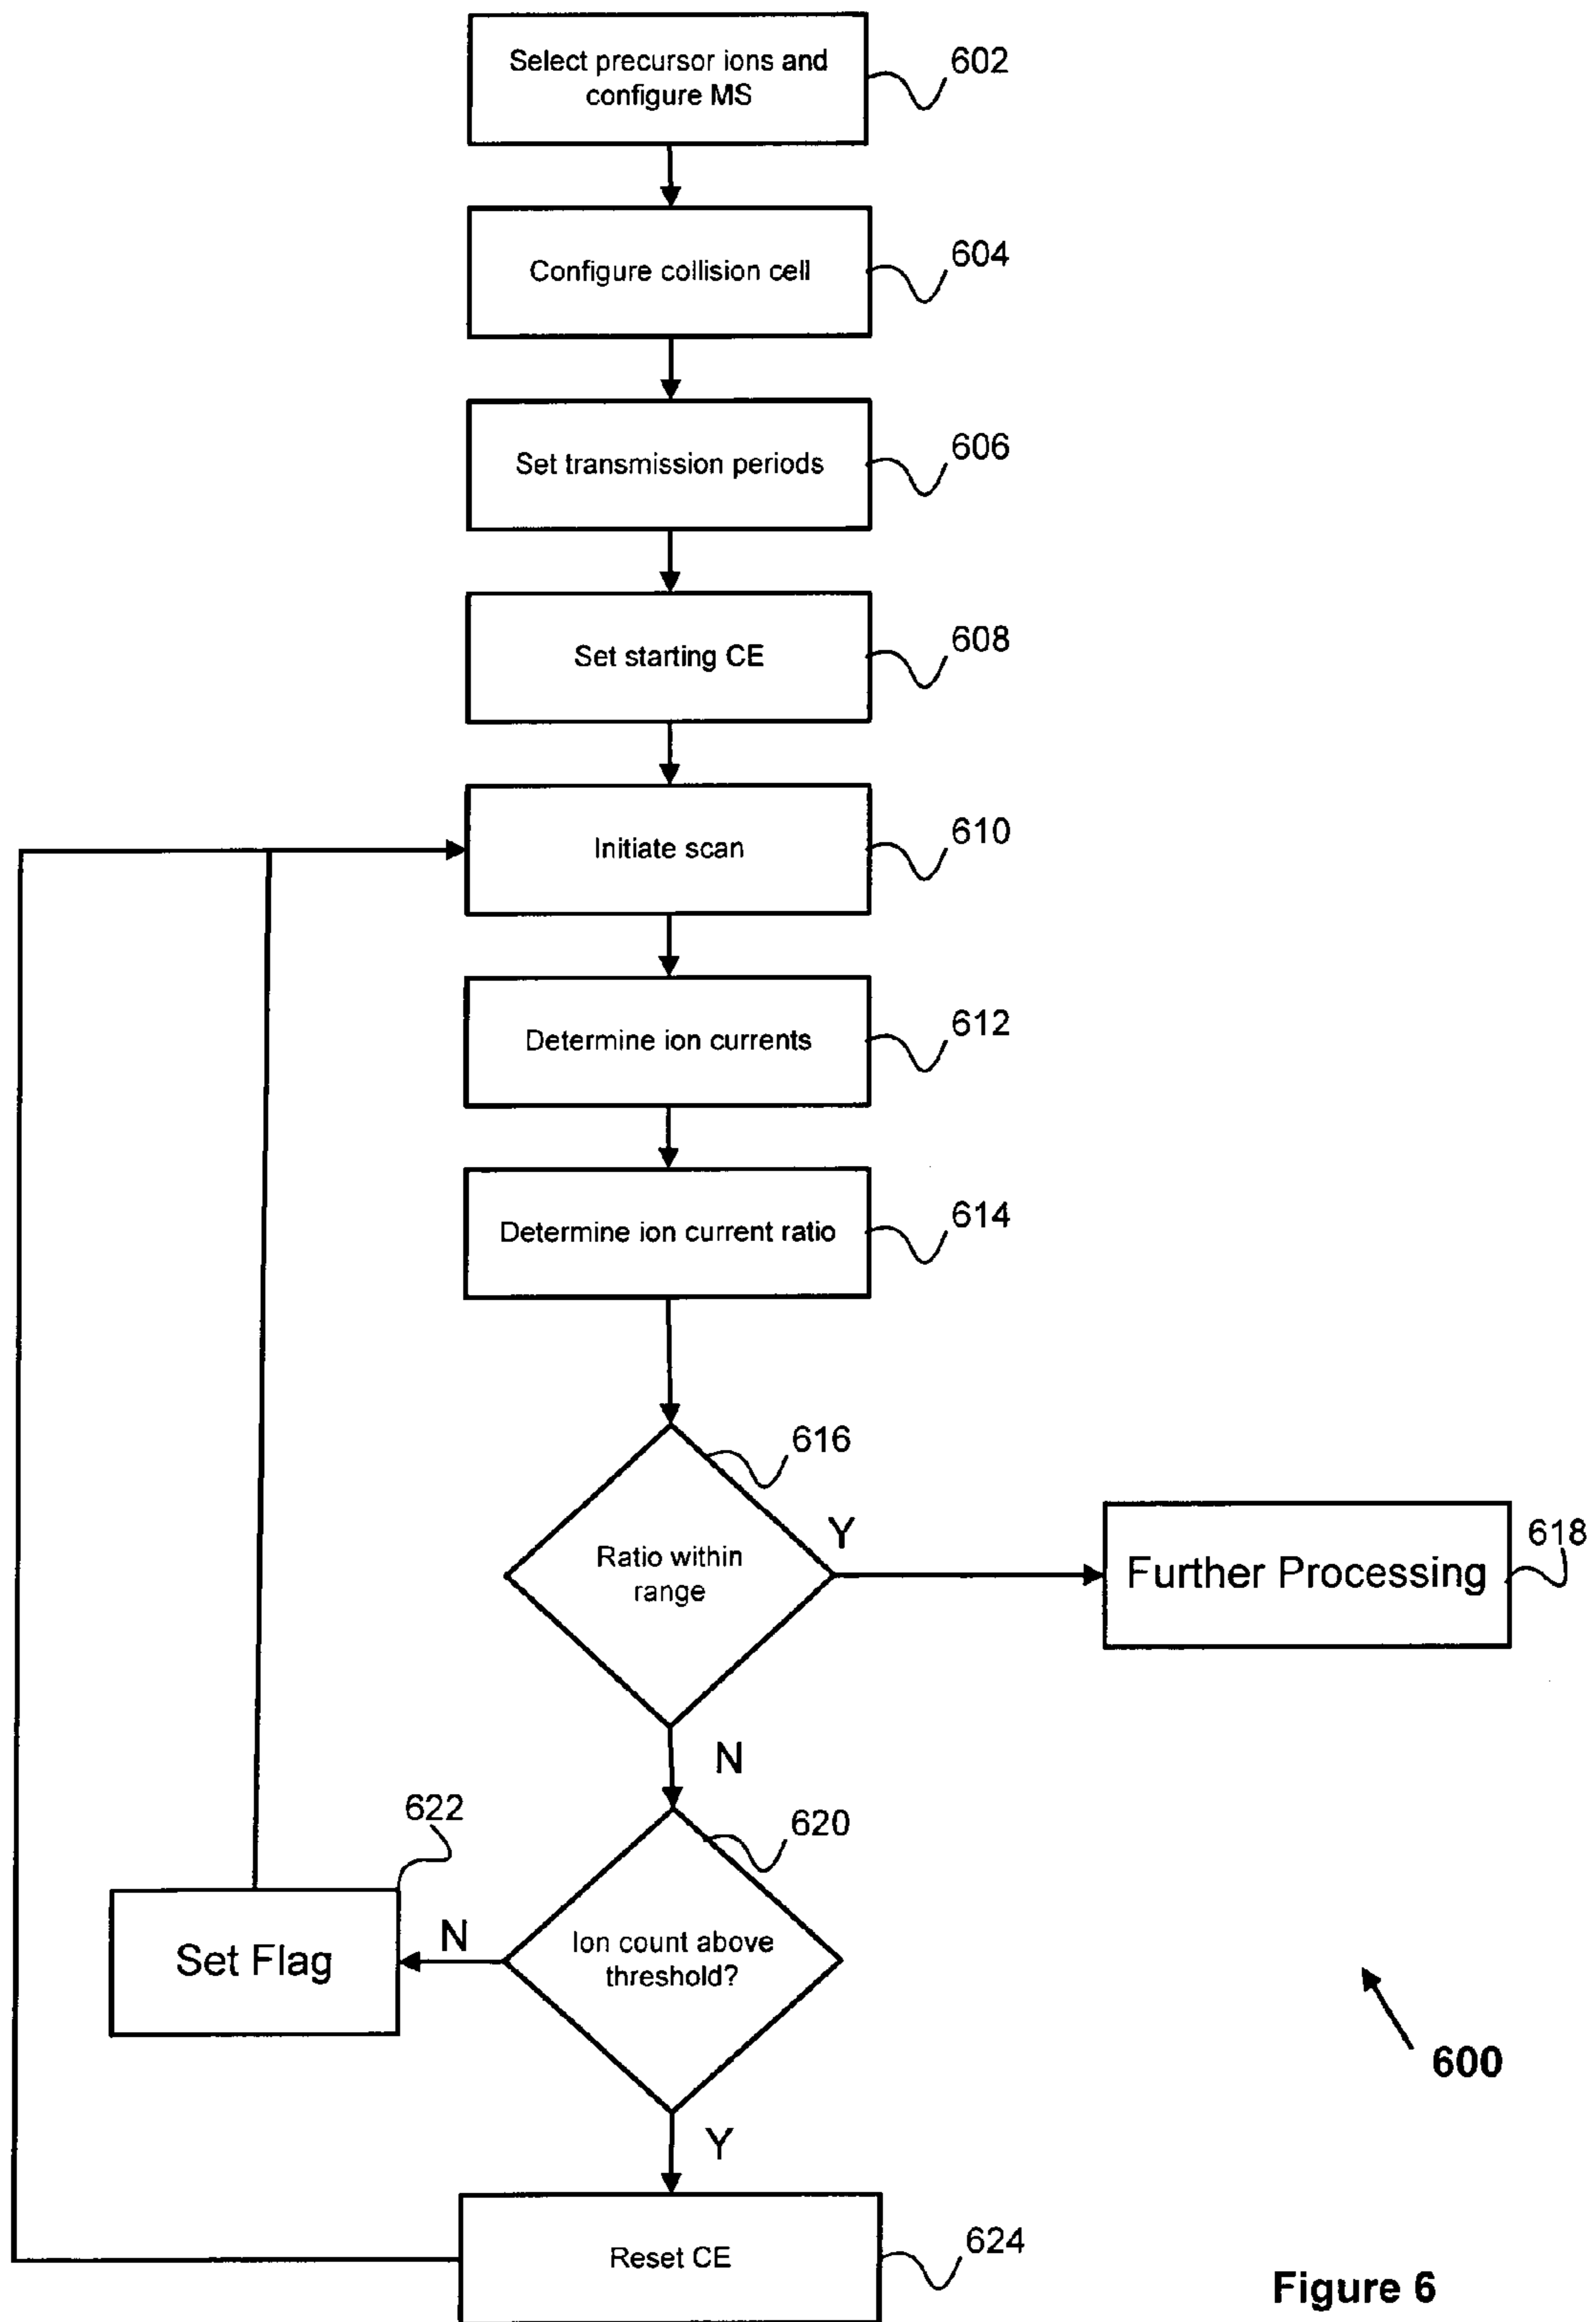 Select precursor ions and
configure MS
602
Configure collision cell
604
Set transmission periods
606
Set starting CE
608
Initiate scan
610
Determine ion currents
612
Determine ion current ratio
614
616
Ratio within
range
Y
Further Processing
618
N
620
622
Ion count above
threshold?
N
Set Flag
600
Y
Reset CE
624
Figure 6